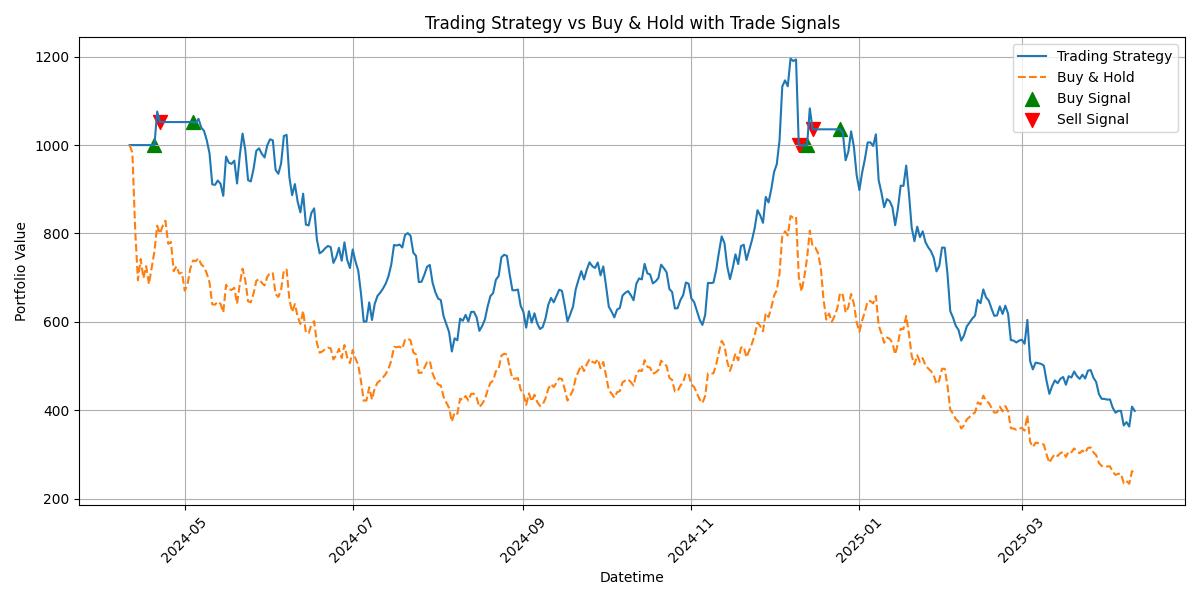 Trading Strategy vs Buy & Hold with Trade Signals
Trading Strategy
Buy & Hold
Buy Signal
Sell Signal
Portfolio Value
1200
1000
800
600
400
200
2024-05
2024-07
2024-09
2024-11
2025-01
2025-03
Datetime